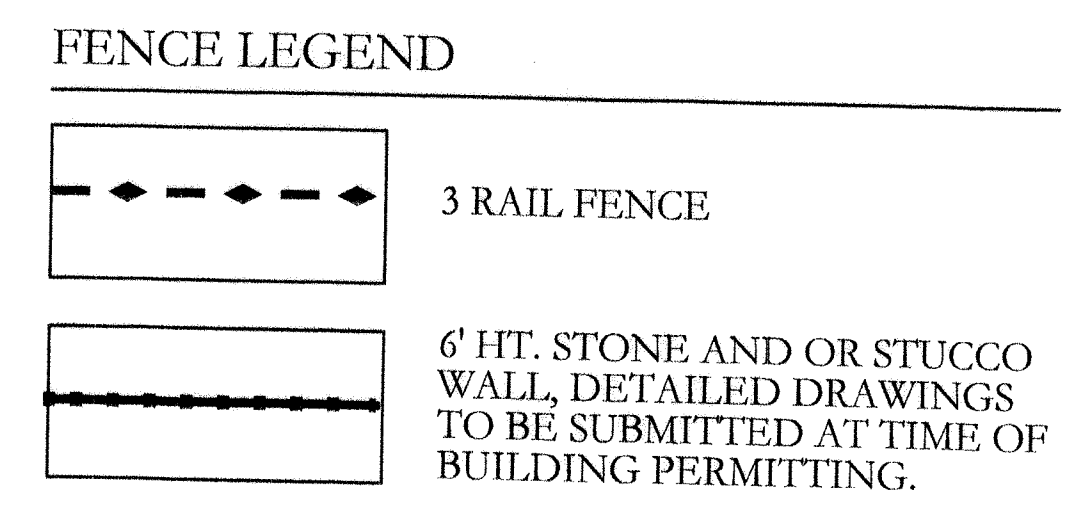 FENCE LEGEND
3 RAIL FENCE
6' HT. STONE AND OR STUCCO
WALL, DETAILED DRAWINGS
TO BE SUBMITTED AT TIME OF
BUILDING PERMITTING.